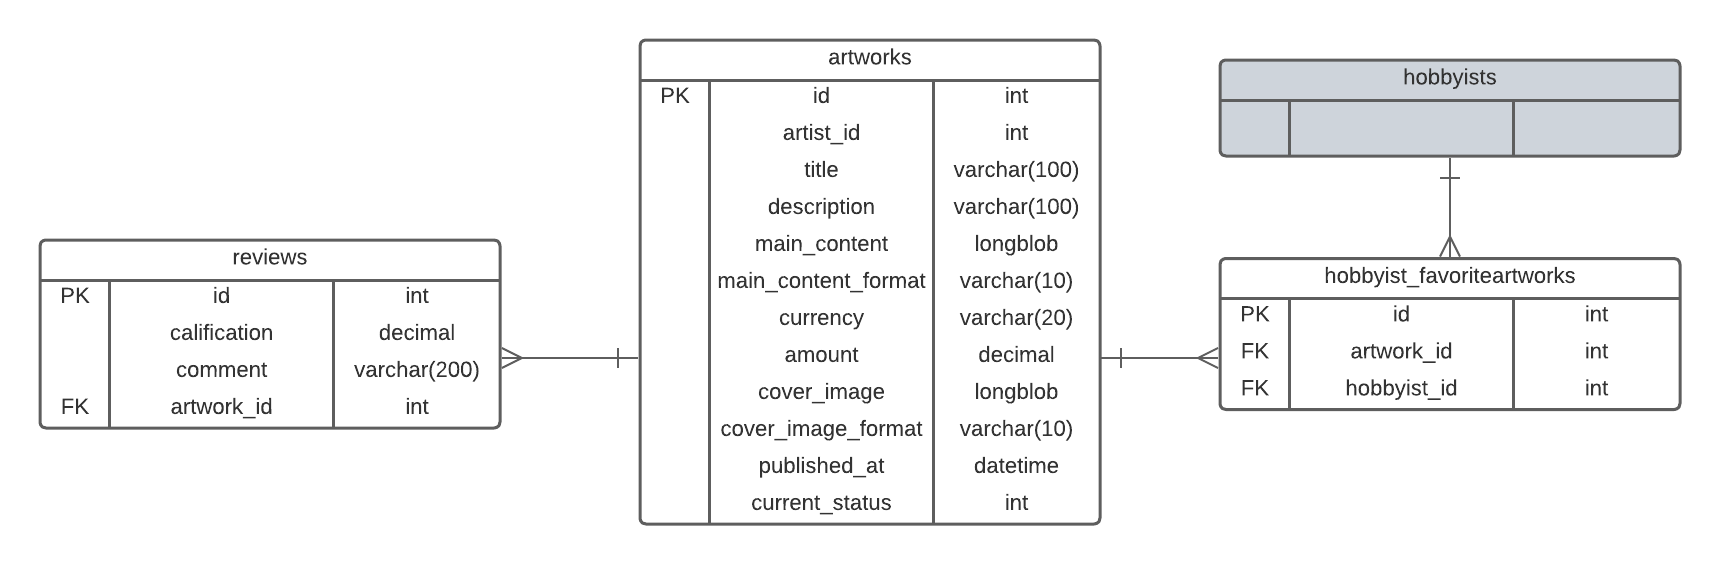 reviews
PK id int
calification decimal
comment varchar(200)
FK artwork_id int
artworks
PK id int
artist_id int
title varchar(100)
description varchar(100)
main_content longblob
main_content_format varchar(10)
currency varchar(20)
amount decimal
cover_image longblob
cover_image_format varchar(10)
published_at datetime
current_status int
hobbyists
hobbyist_favoriteartworks
PK id int
FK artwork_id int
FK hobbyist_id int